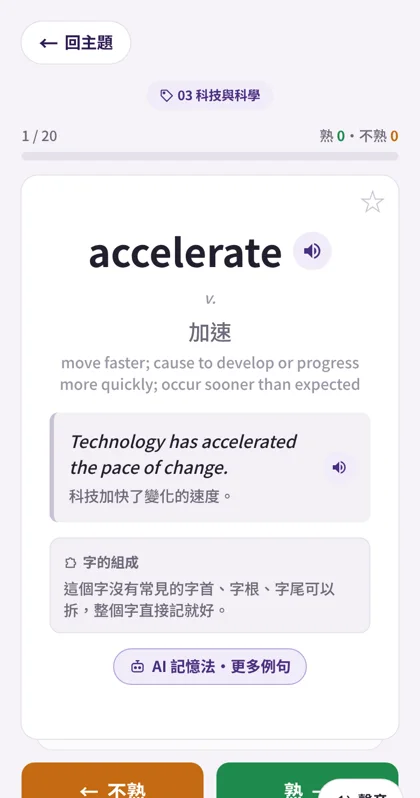 ← 回主題
03 科技與科學
1 / 20
熟 0・不熟 0
accelerate
v.
加速
move faster; cause to develop or progress
more quickly; occur sooner than expected
Technology has accelerated
the pace of change.
科技加快了變化的速度。
字的組成
這個字沒有常見的字首、字根、字尾可以
拆，整個字直接記就好。
AI 記憶法・更多例句
← 不熟
熟 →
聲音